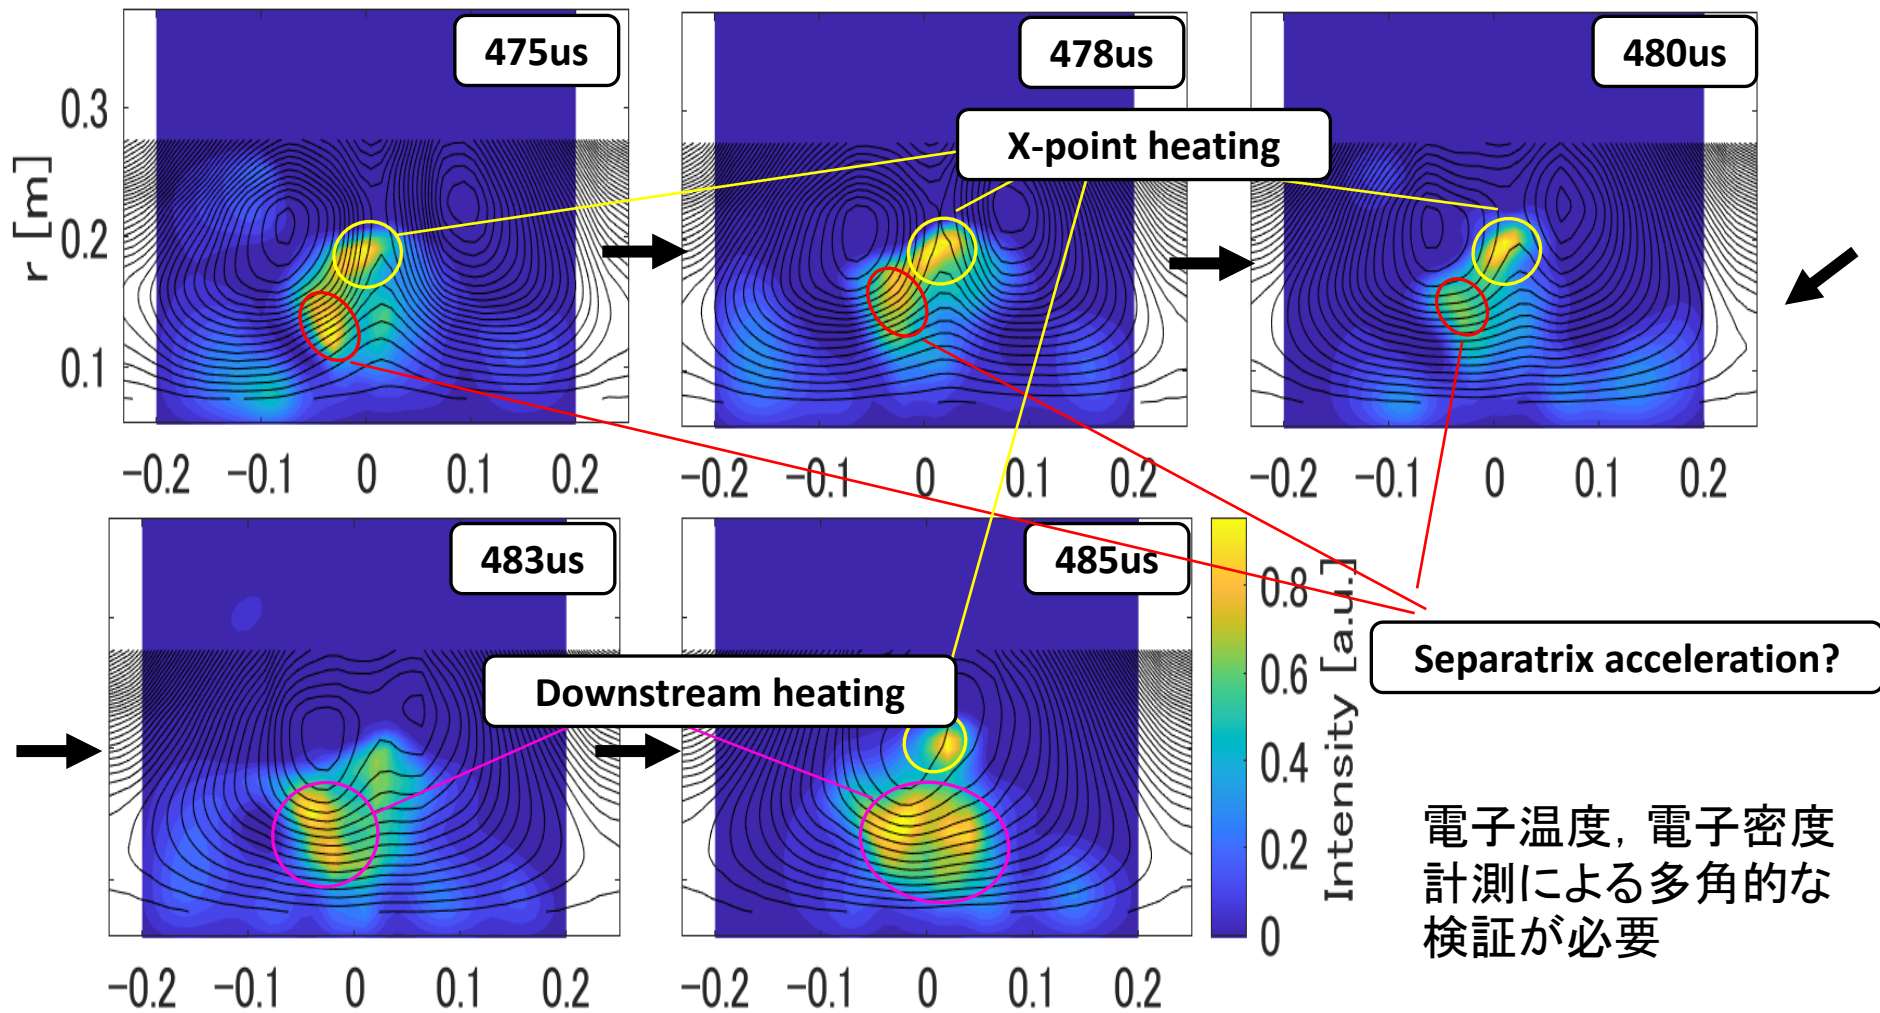 475us
478us
480us
X-point heating
r [m]
0.3
0.2
0.1
-0.2 -0.1 0 0.1 0.2
-0.2 -0.1 0 0.1 0.2
-0.1 0 0.1 0.2
483us
485us
Downstream heating
Separatrix acceleration?
0.8
0.6
0.4
0.2
0
Intensity [a.u.]
電子温度，電子密度
計測による多角的な
検証が必要
-0.2 -0.1 0 0.1 0.2
-0.2 -0.1 0 0.1 0.2